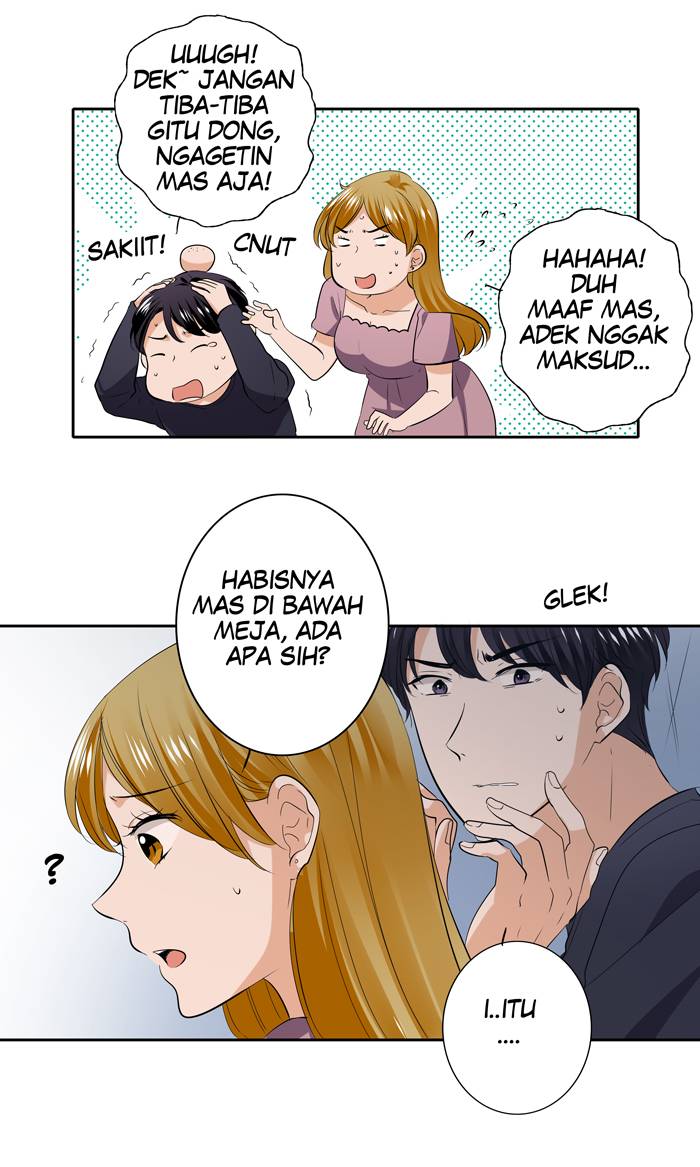 UUUGH!
DEK~ JANGAN
TIBA-TIBA
GITU DONG,
NGAGETIN
MAS AJA!
SAKIIT!
CNUT
HAHAHA!
DUH
MAAF MAS,
ADEK NGGAK
MAKSUD...
HABISNYA
MAS DI BAWAH
MEJA, ADA
APA SIH?
GLEK!
?
I..ITU
....